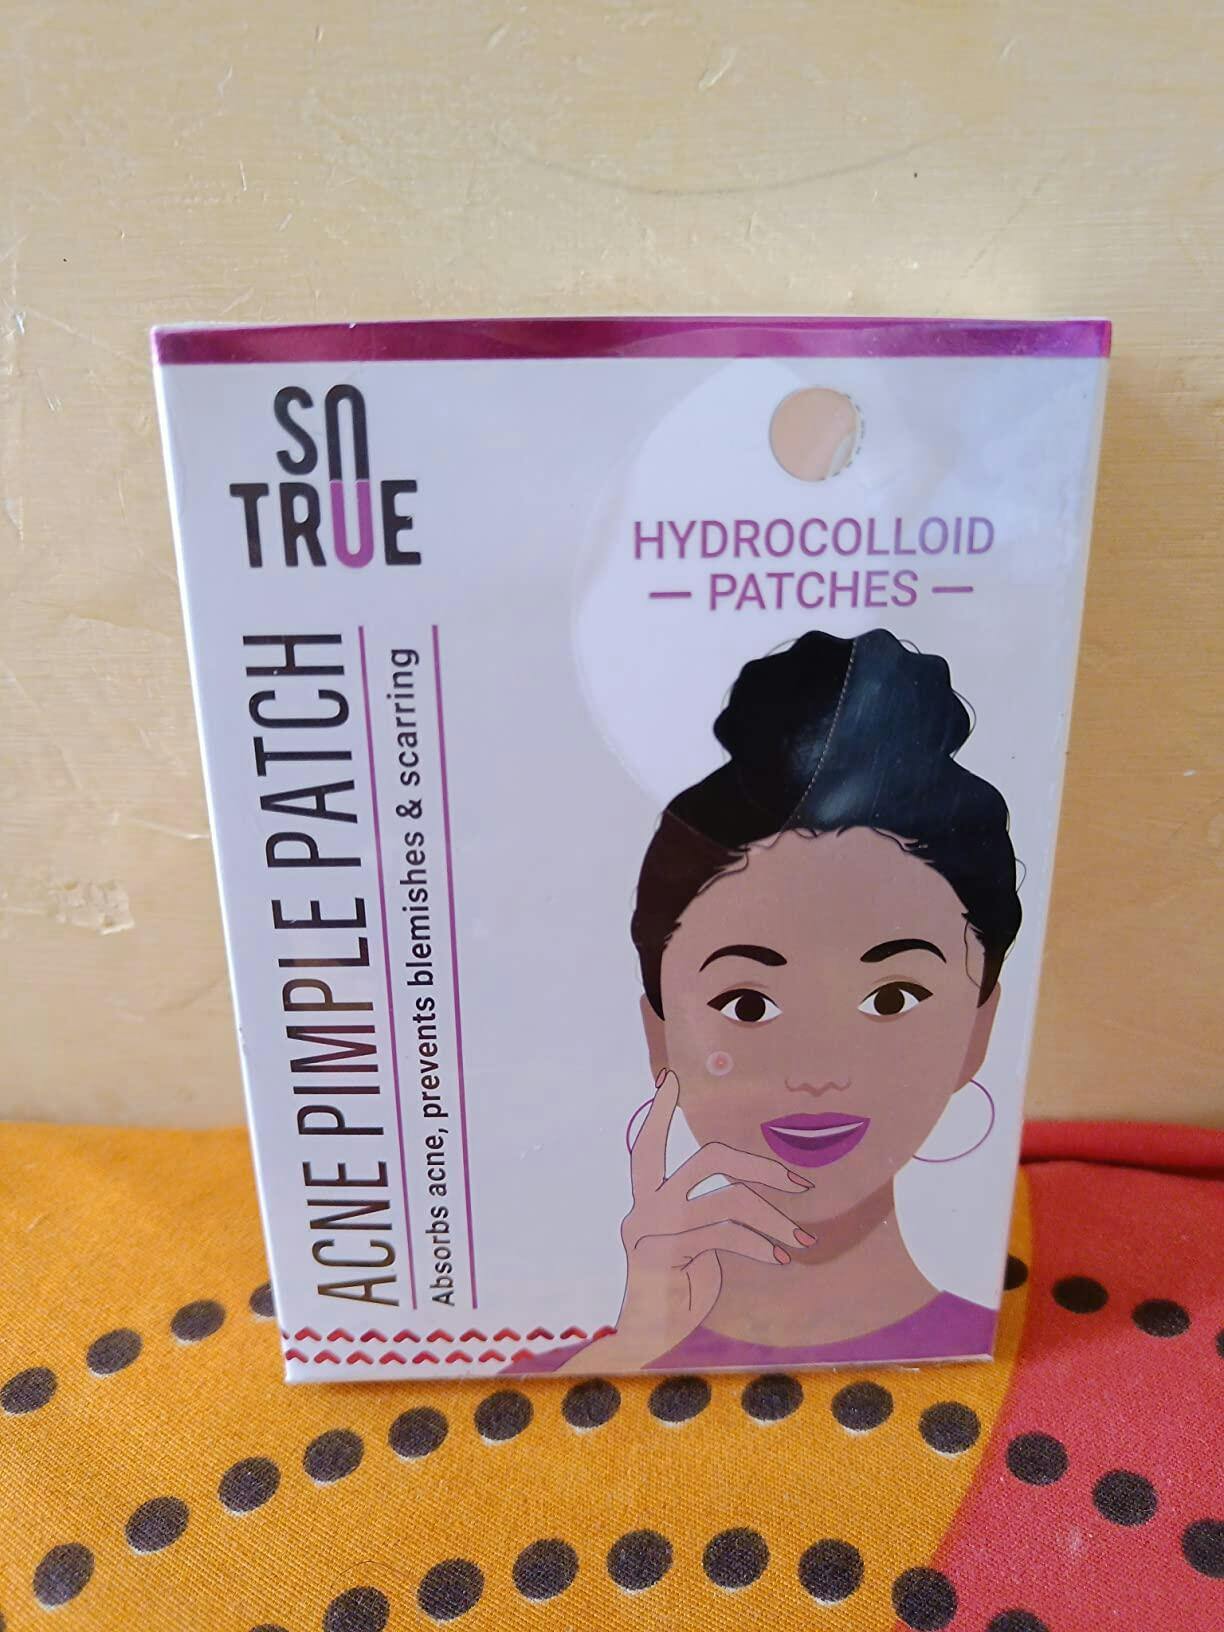 SO
TRUE
HYDROCOLLOID
— PATCHES —
ACNE PIMPLE PATCH
Absorbs acne, prevents blemishes & scarring